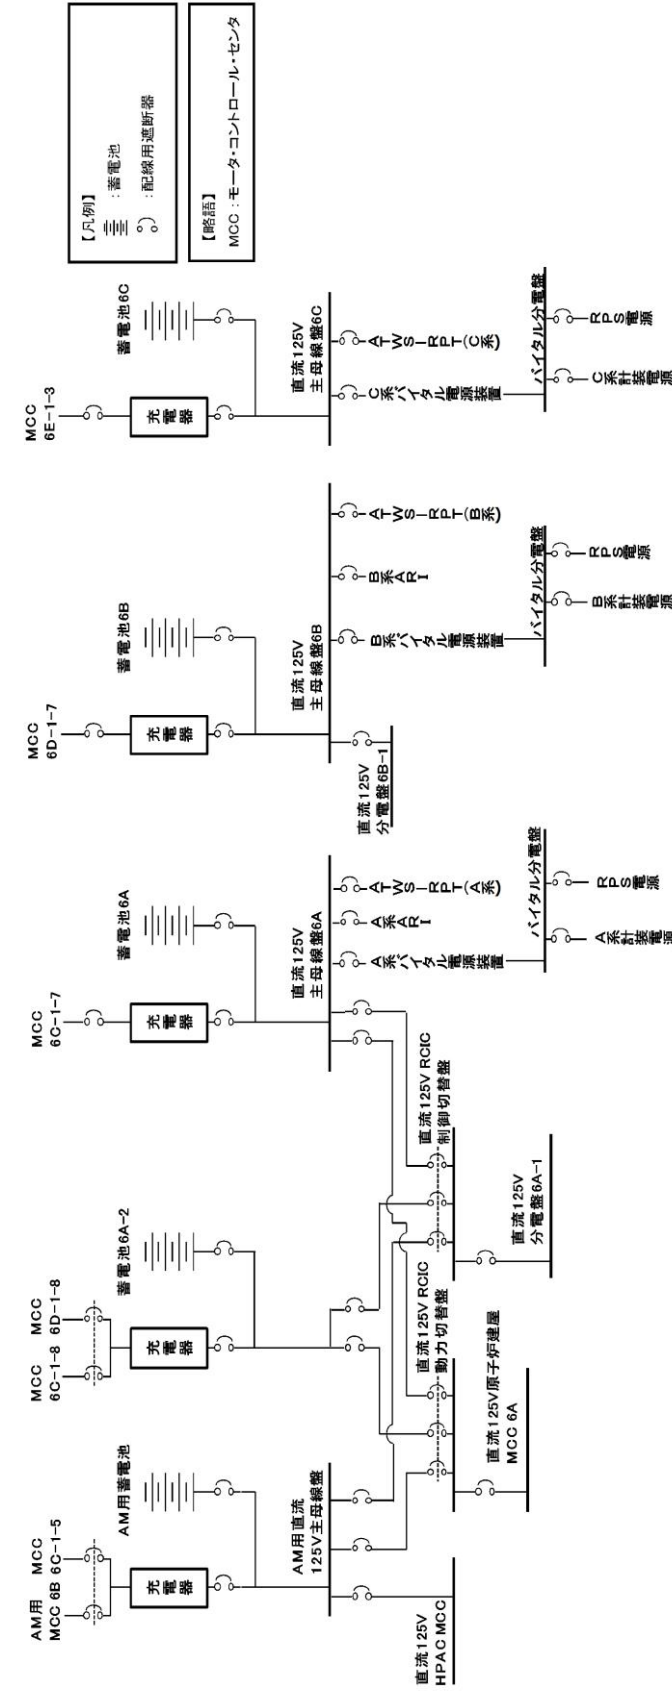 【凡例】
：蓄電池
：配線用遮断器
【略語】
MCC：モータ・コントロール・センタ
MCC
6E-1-3
充電器
蓄電池6C
直流125V
主母線盤6C
C系バイタル電源装置
ATWS-RPT(C系)
バイタル分電盤
C系計装電源
RPS電源
MCC
6D-1-7
充電器
蓄電池6B
直流125V
主母線盤6B
直流125V
分電盤6B-1
B系バイタル電源装置
B系ARI
ATWS-RPT(B系)
バイタル分電盤
B系計装電源
RPS電源
MCC
6C-1-7
充電器
蓄電池6A
直流125V
主母線盤6A
A系バイタル電源装置
A系ARI
ATWS-RPT(A系)
バイタル分電盤
A系計装電源
RPS電源
MCC
6C-1-8
MCC
6D-1-8
充電器
蓄電池6A-2
直流125V RCIC
制御切替盤
直流125V
分電盤6A-1
直流125V RCIC
動力切替盤
直流125V原子炉建屋
MCC 6A
AM用
MCC 6B
MCC
6C-1-5
充電器
AM用蓄電池
AM用直流
125V主母線盤
直流125V
HPAC MCC